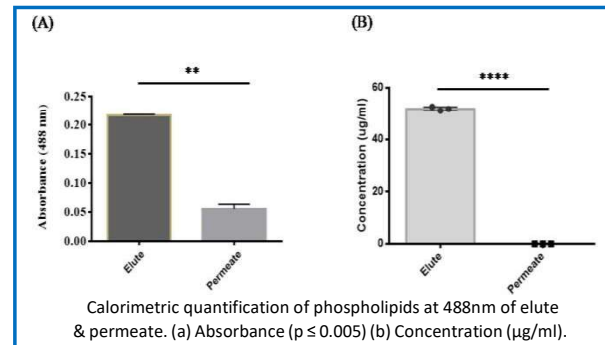 (A)
(B)
**
****
Absorbance (488 nm)
0.25
0.20
0.15
0.10
0.05
0.00
Elute
Permeate
Concentration (ug/ml)
60
40
20
0
Elute
Permeate
Calorimetric quantification of phospholipids at 488nm of elute
& permeate. (a) Absorbance (p ≤ 0.005) (b) Concentration (µg/ml).